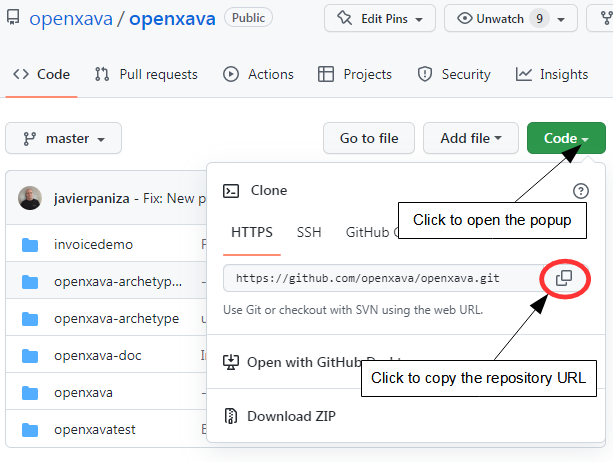 openxava / openxava Public
Edit Pins Unwatch 9
Code Pull requests Actions Projects Security Insights
master Go to file Add file Code
javierpaniza - Fix: New p
Clone
Click to open the popup
invoicedemo
HTTPS SSH GitHub
openxava-archetyp...
https://github.com/openxava/openxava.git
openxava-archetype
Use Git or checkout with SVN using the web URL.
openxava-doc
Open with GitHub
Click to copy the repository URL
openxava
Download ZIP
openxavatest